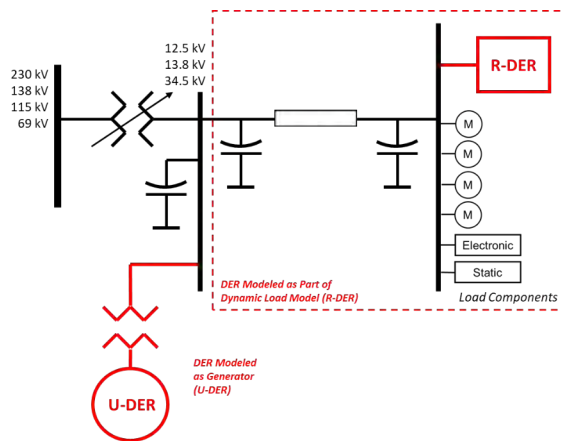 230 kV
138 kV
115 kV
69 kV
12.5 kV
13.8 kV
34.5 kV
R-DER
M
M
M
M
Electronic
Static
Load Components
DER Modeled as Part of
Dynamic Load Model (R-DER)
DER Modeled
as Generator
(U-DER)
U-DER